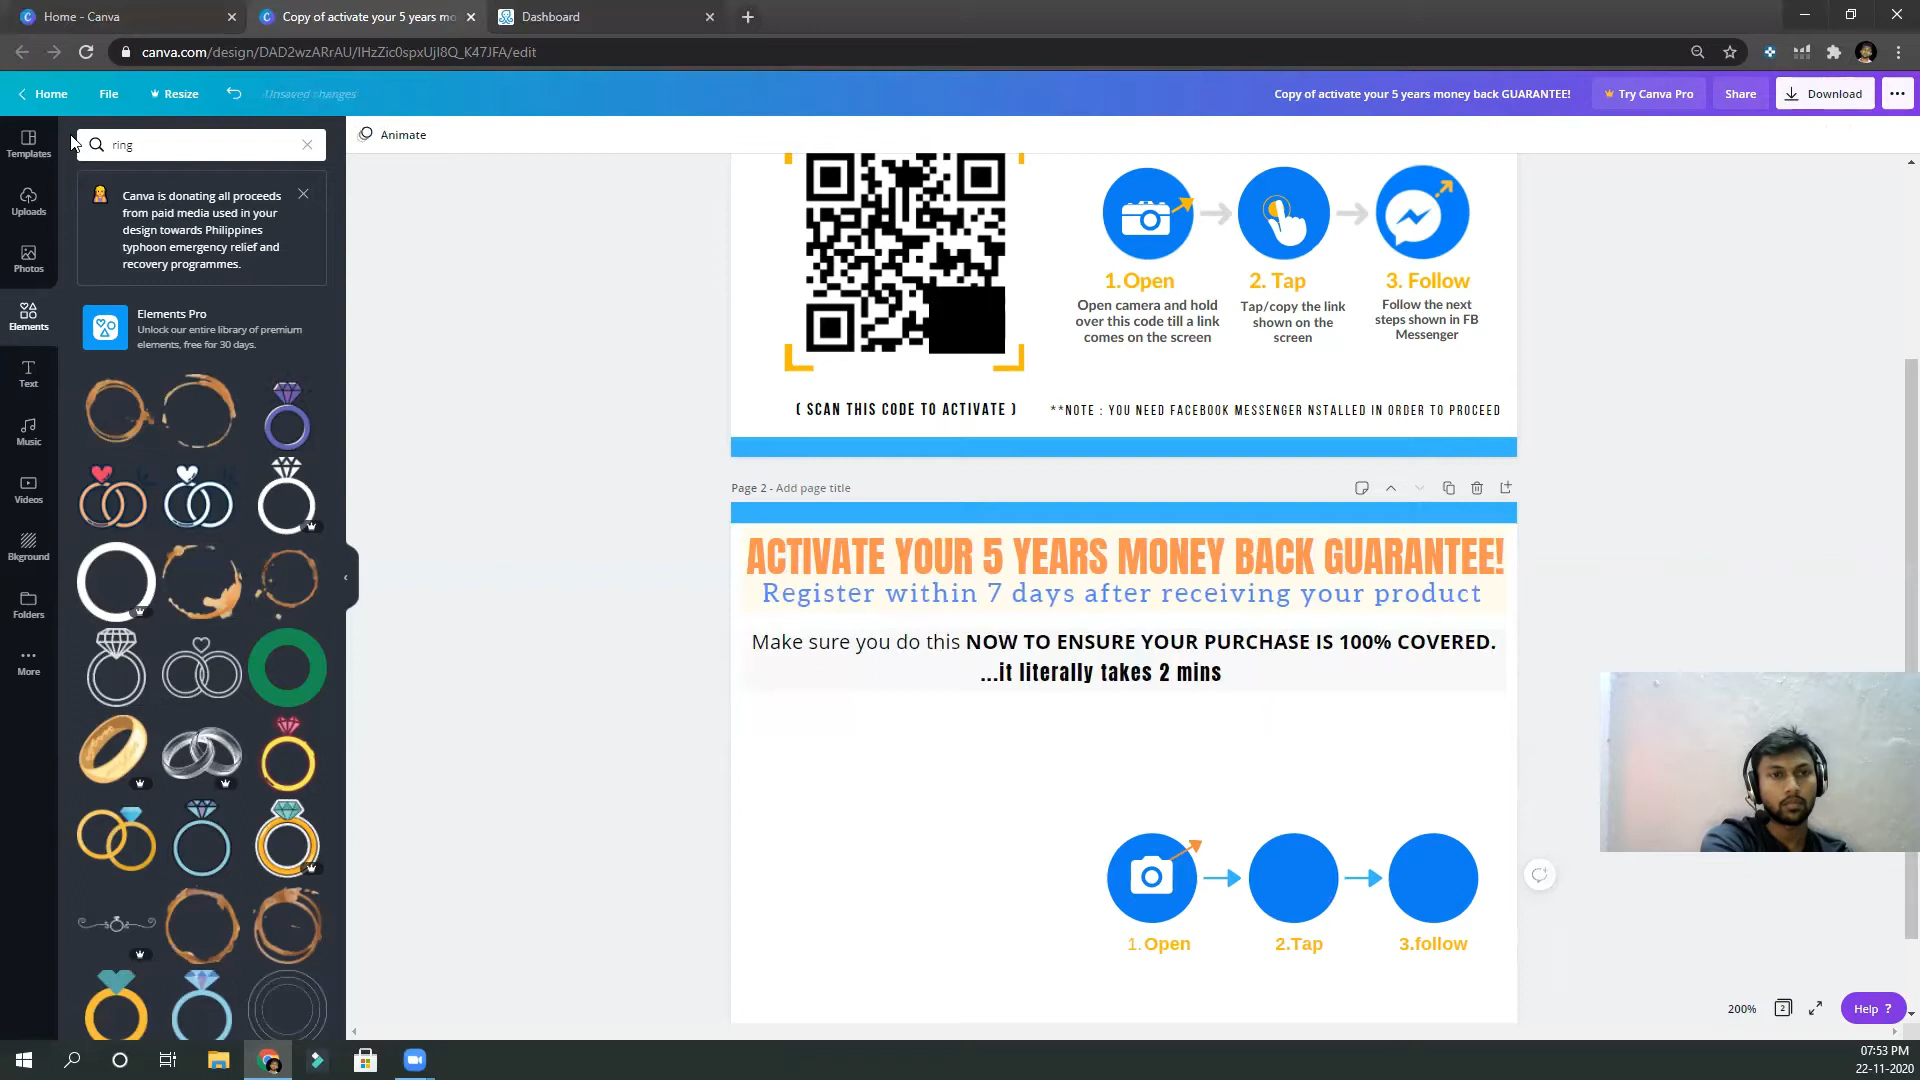 Home - Canva
Copy of activate your 5 years mo
Dashboard
canva.com/design/DAD2wzARrAU/IHzZic0spxUjI8Q_K47JFA/edit
Home
File
Resize
Unsaved changes
Copy of activate your 5 years money back GUARANTEE!
Try Canva Pro
Share
Download
Templates
Uploads
Photos
Elements
Text
Music
Videos
Bkground
Folders
More
ring
Canva is donating all proceeds
from paid media used in your
design towards Philippines
typhoon emergency relief and
recovery programmes.
Elements Pro
Unlock our entire library of premium
elements, free for 30 days.
Animate
1.Open
2. Tap
3. Follow
Open camera and hold
over this code till a link
comes on the screen
Tap/copy the link
shown on the
screen
Follow the next
steps shown in FB
Messenger
( SCAN THIS CODE TO ACTIVATE )
**NOTE : YOU NEED FACEBOOK MESSENGER NSTALLED IN ORDER TO PROCEED
Page 2 - Add page title
ACTIVATE YOUR 5 YEARS MONEY BACK GUARANTEE!
Register within 7 days after receiving your product
Make sure you do this NOW TO ENSURE YOUR PURCHASE IS 100% COVERED.
...it literally takes 2 mins
1.Open
2.Tap
3.follow
200%
2
Help ?
07:53 PM
22-11-2020